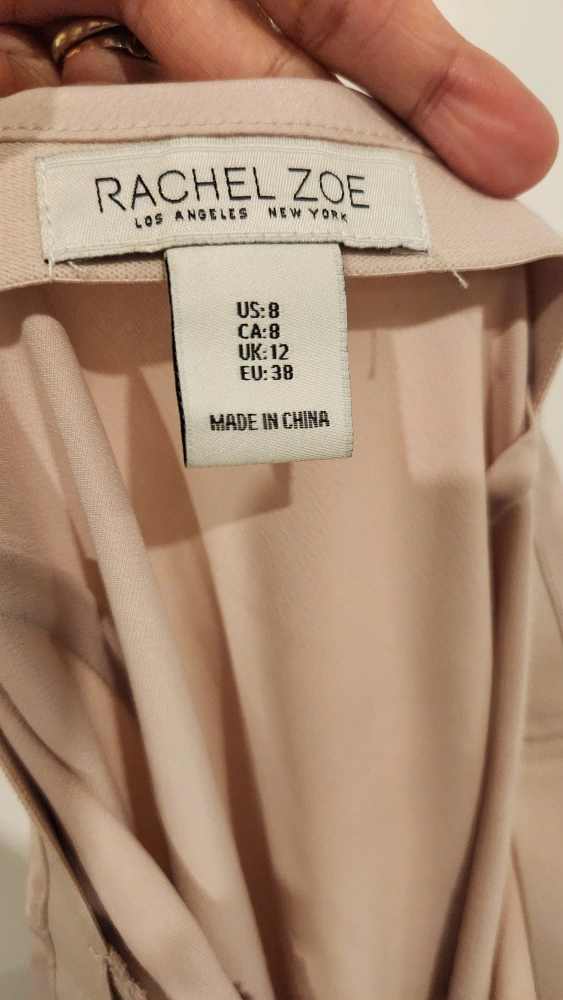 RACHEL ZOE
LOS ANGELES NEW YORK
US:8
CA:8
UK:12
EU:38
MADE IN CHINA